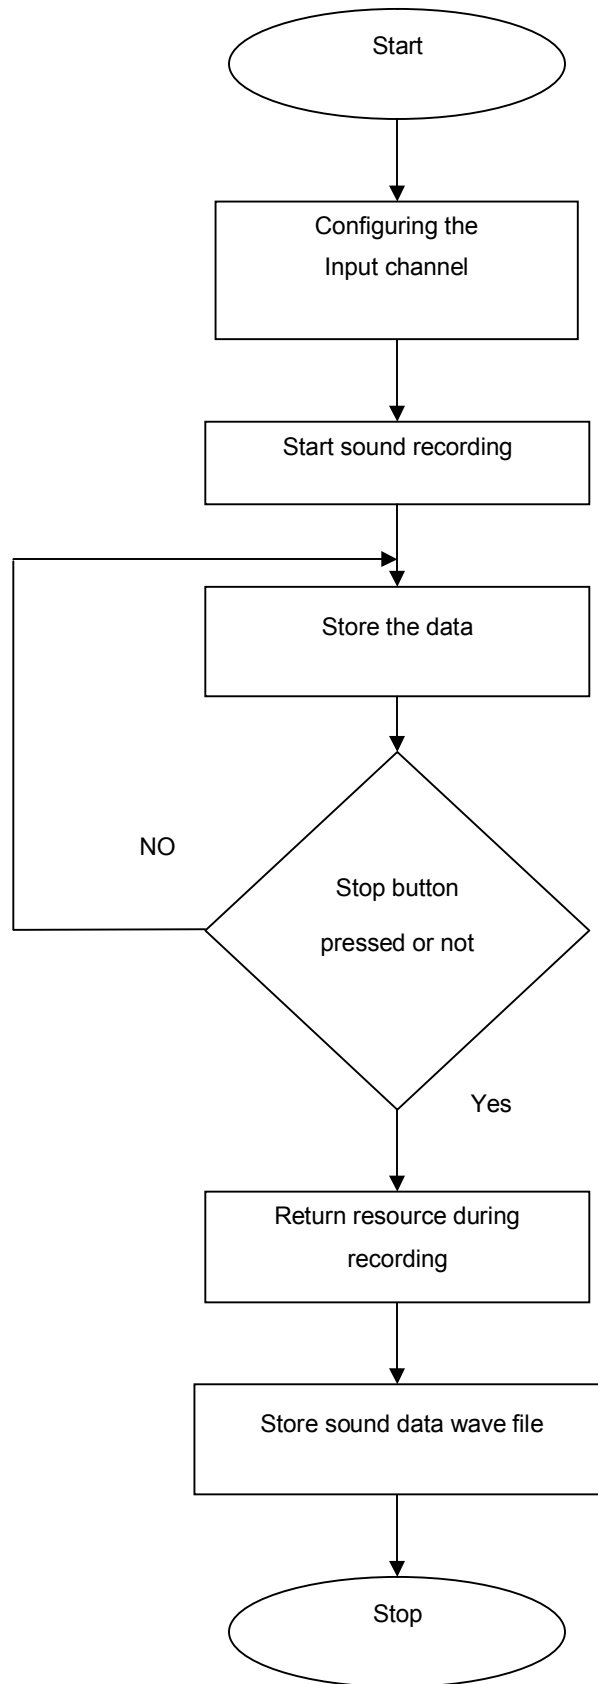 Start
Configuring the
Input channel
Start sound recording
Store the data
NO
Stop button
pressed or not
Yes
Return resource during
recording
Store sound data wave file
Stop